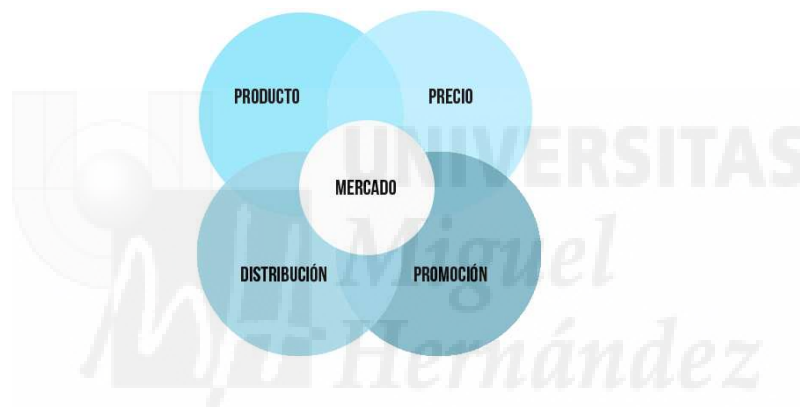 PRODUCTO
PRECIO
UNIVERSITAS
MERCADO
Miguel
DISTRIBUCIÓN
PROMOCIÓN
Hernández